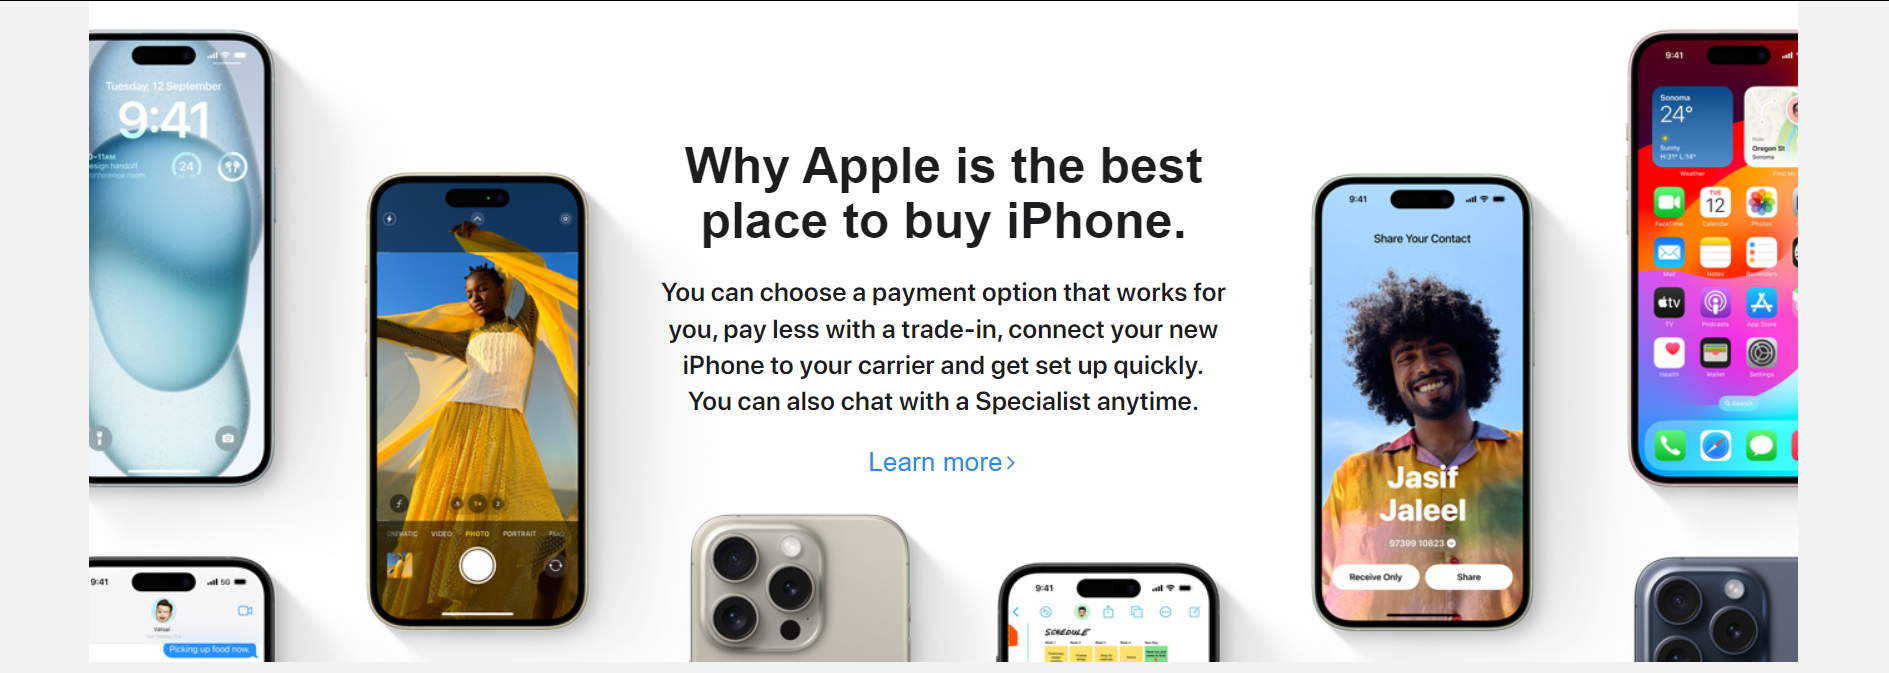 Why Apple is the best
place to buy iPhone.
You can choose a payment option that works for
you, pay less with a trade-in, connect your new
iPhone to your carrier and get set up quickly.
You can also chat with a Specialist anytime.
Learn more›
Tuesday, 12 September
9:41
24
VIDEO
PHOTO
PORTRAIT
9:41
5G
Vatsal
Picking up food now.
9:41
SCHEDULE
9:41
Share Your Contact
Jasif
Jaleel
97399 10823
Receive Only
Share
9:41
Sonoma
24°
Sunny
H:31° L:14°
Weather
Oregon St
Sonoma
Find My
FaceTime
TUE
12
Calendar
Photos
Mail
Notes
Reminders
tv
TV
Podcasts
App Store
Health
Wallet
Settings
Search